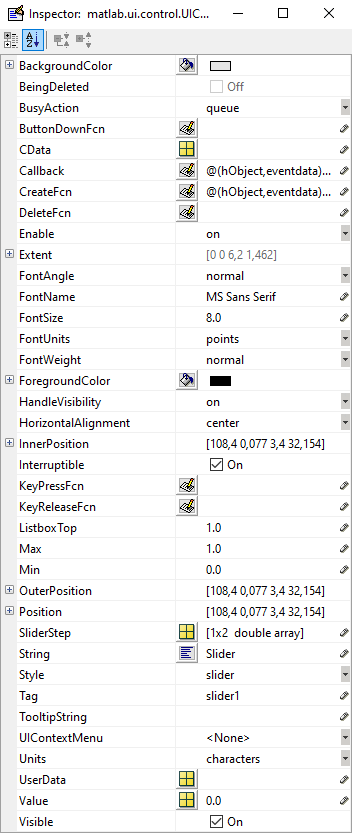 Inspector:  matlab.ui.control.UIC...
BackgroundColor
BeingDeleted Off
BusyAction queue
ButtonDownFcn
CData
Callback @(hObject,eventdata)...
CreateFcn @(hObject,eventdata)...
DeleteFcn
Enable on
Extent [0 0 6,2 1,462]
FontAngle normal
FontName MS Sans Serif
FontSize 8.0
FontUnits points
FontWeight normal
ForegroundColor
HandleVisibility on
HorizontalAlignment center
InnerPosition [108,4 0,077 3,4 32,154]
Interruptible On
KeyPressFcn
KeyReleaseFcn
ListboxTop 1.0
Max 1.0
Min 0.0
OuterPosition [108,4 0,077 3,4 32,154]
Position [108,4 0,077 3,4 32,154]
SliderStep [1x2  double array]
String Slider
Style slider
Tag slider1
TooltipString
UIContextMenu <None>
Units characters
UserData
Value 0.0
Visible On